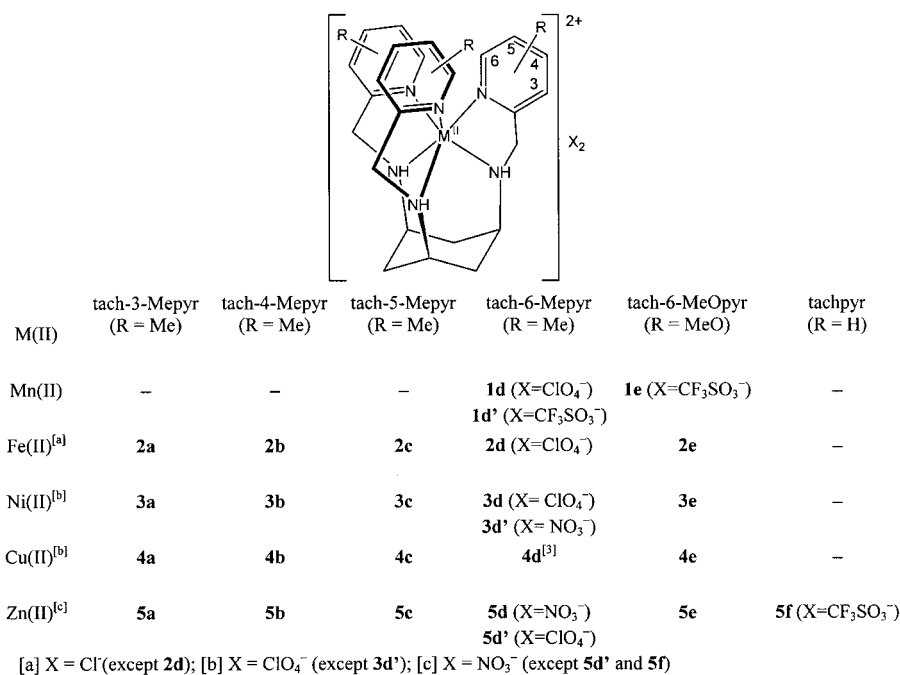 2+
R
R
R
5
6
4
N
3
N
N
M^II
X₂
NH
NH
NH
M(II) tach-3-Mepyr (R = Me) tach-4-Mepyr (R = Me) tach-5-Mepyr (R = Me) tach-6-Mepyr (R = Me) tach-6-MeOpyr (R = MeO) tachpyr (R = H)
Mn(II) – – – 1d (X=ClO₄⁻) 1e (X=CF₃SO₃⁻) –
1d' (X=CF₃SO₃⁻)
Fe(II)[a] 2a 2b 2c 2d (X=ClO₄⁻) 2e –
Ni(II)[b] 3a 3b 3c 3d (X= ClO₄⁻) 3e –
3d' (X= NO₃⁻)
Cu(II)[b] 4a 4b 4c 4d[3] 4e –
Zn(II)[c] 5a 5b 5c 5d (X=NO₃⁻) 5e 5f (X=CF₃SO₃⁻)
5d' (X=ClO₄⁻)
[a] X = Cl⁻(except 2d); [b] X = ClO₄⁻ (except 3d'); [c] X = NO₃⁻ (except 5d' and 5f)